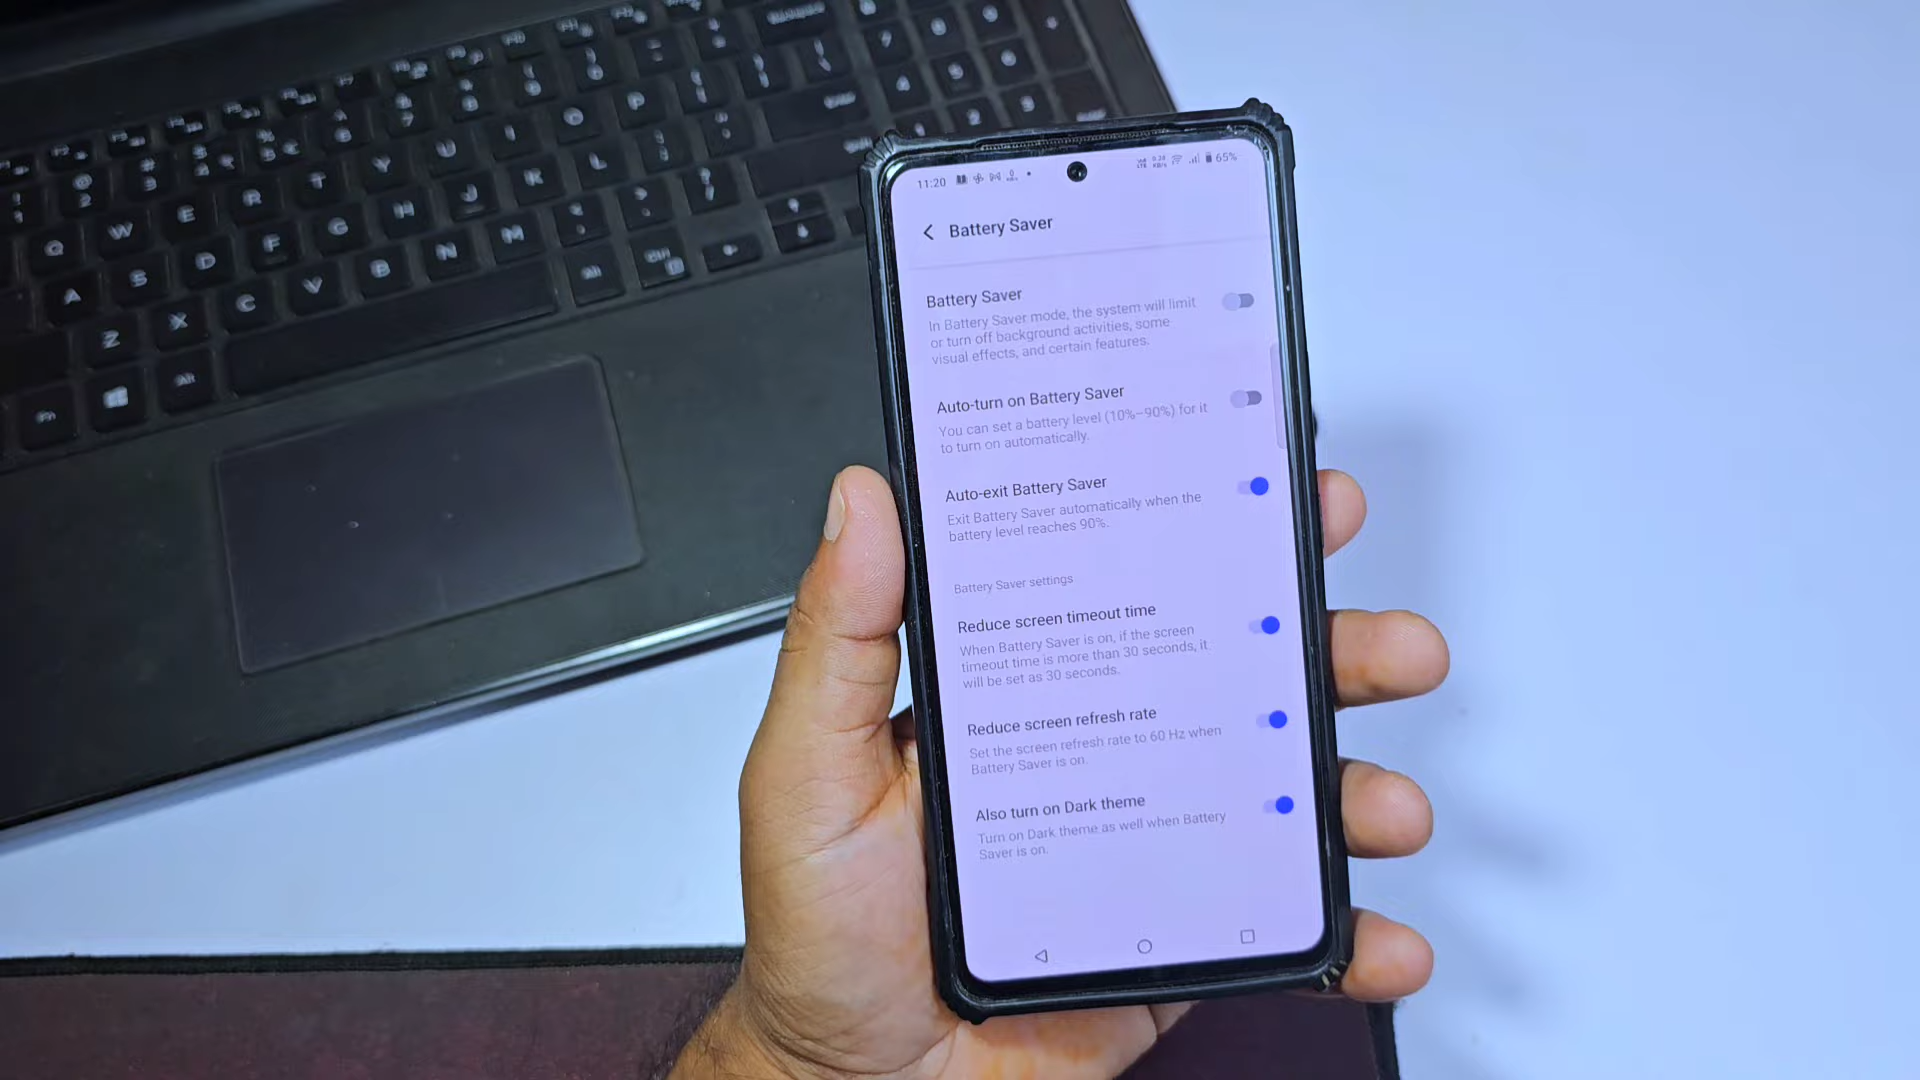 11:20
65%
Battery Saver
Battery Saver
In Battery Saver mode, the system will limit
or turn off background activities, some
visual effects, and certain features.
Auto-turn on Battery Saver
You can set a battery level (10%–90%) for it
to turn on automatically.
Auto-exit Battery Saver
Exit Battery Saver automatically when the
battery level reaches 90%.
Battery Saver settings
Reduce screen timeout time
When Battery Saver is on, if the screen
timeout time is more than 30 seconds, it
will be set as 30 seconds.
Reduce screen refresh rate
Set the screen refresh rate to 60 Hz when
Battery Saver is on.
Also turn on Dark theme
Turn on Dark theme as well when Battery
Saver is on.
Q W E R T Y U I O P
A S D F G H J K L
Z X C V B N M
Fn Alt Alt Ctrl